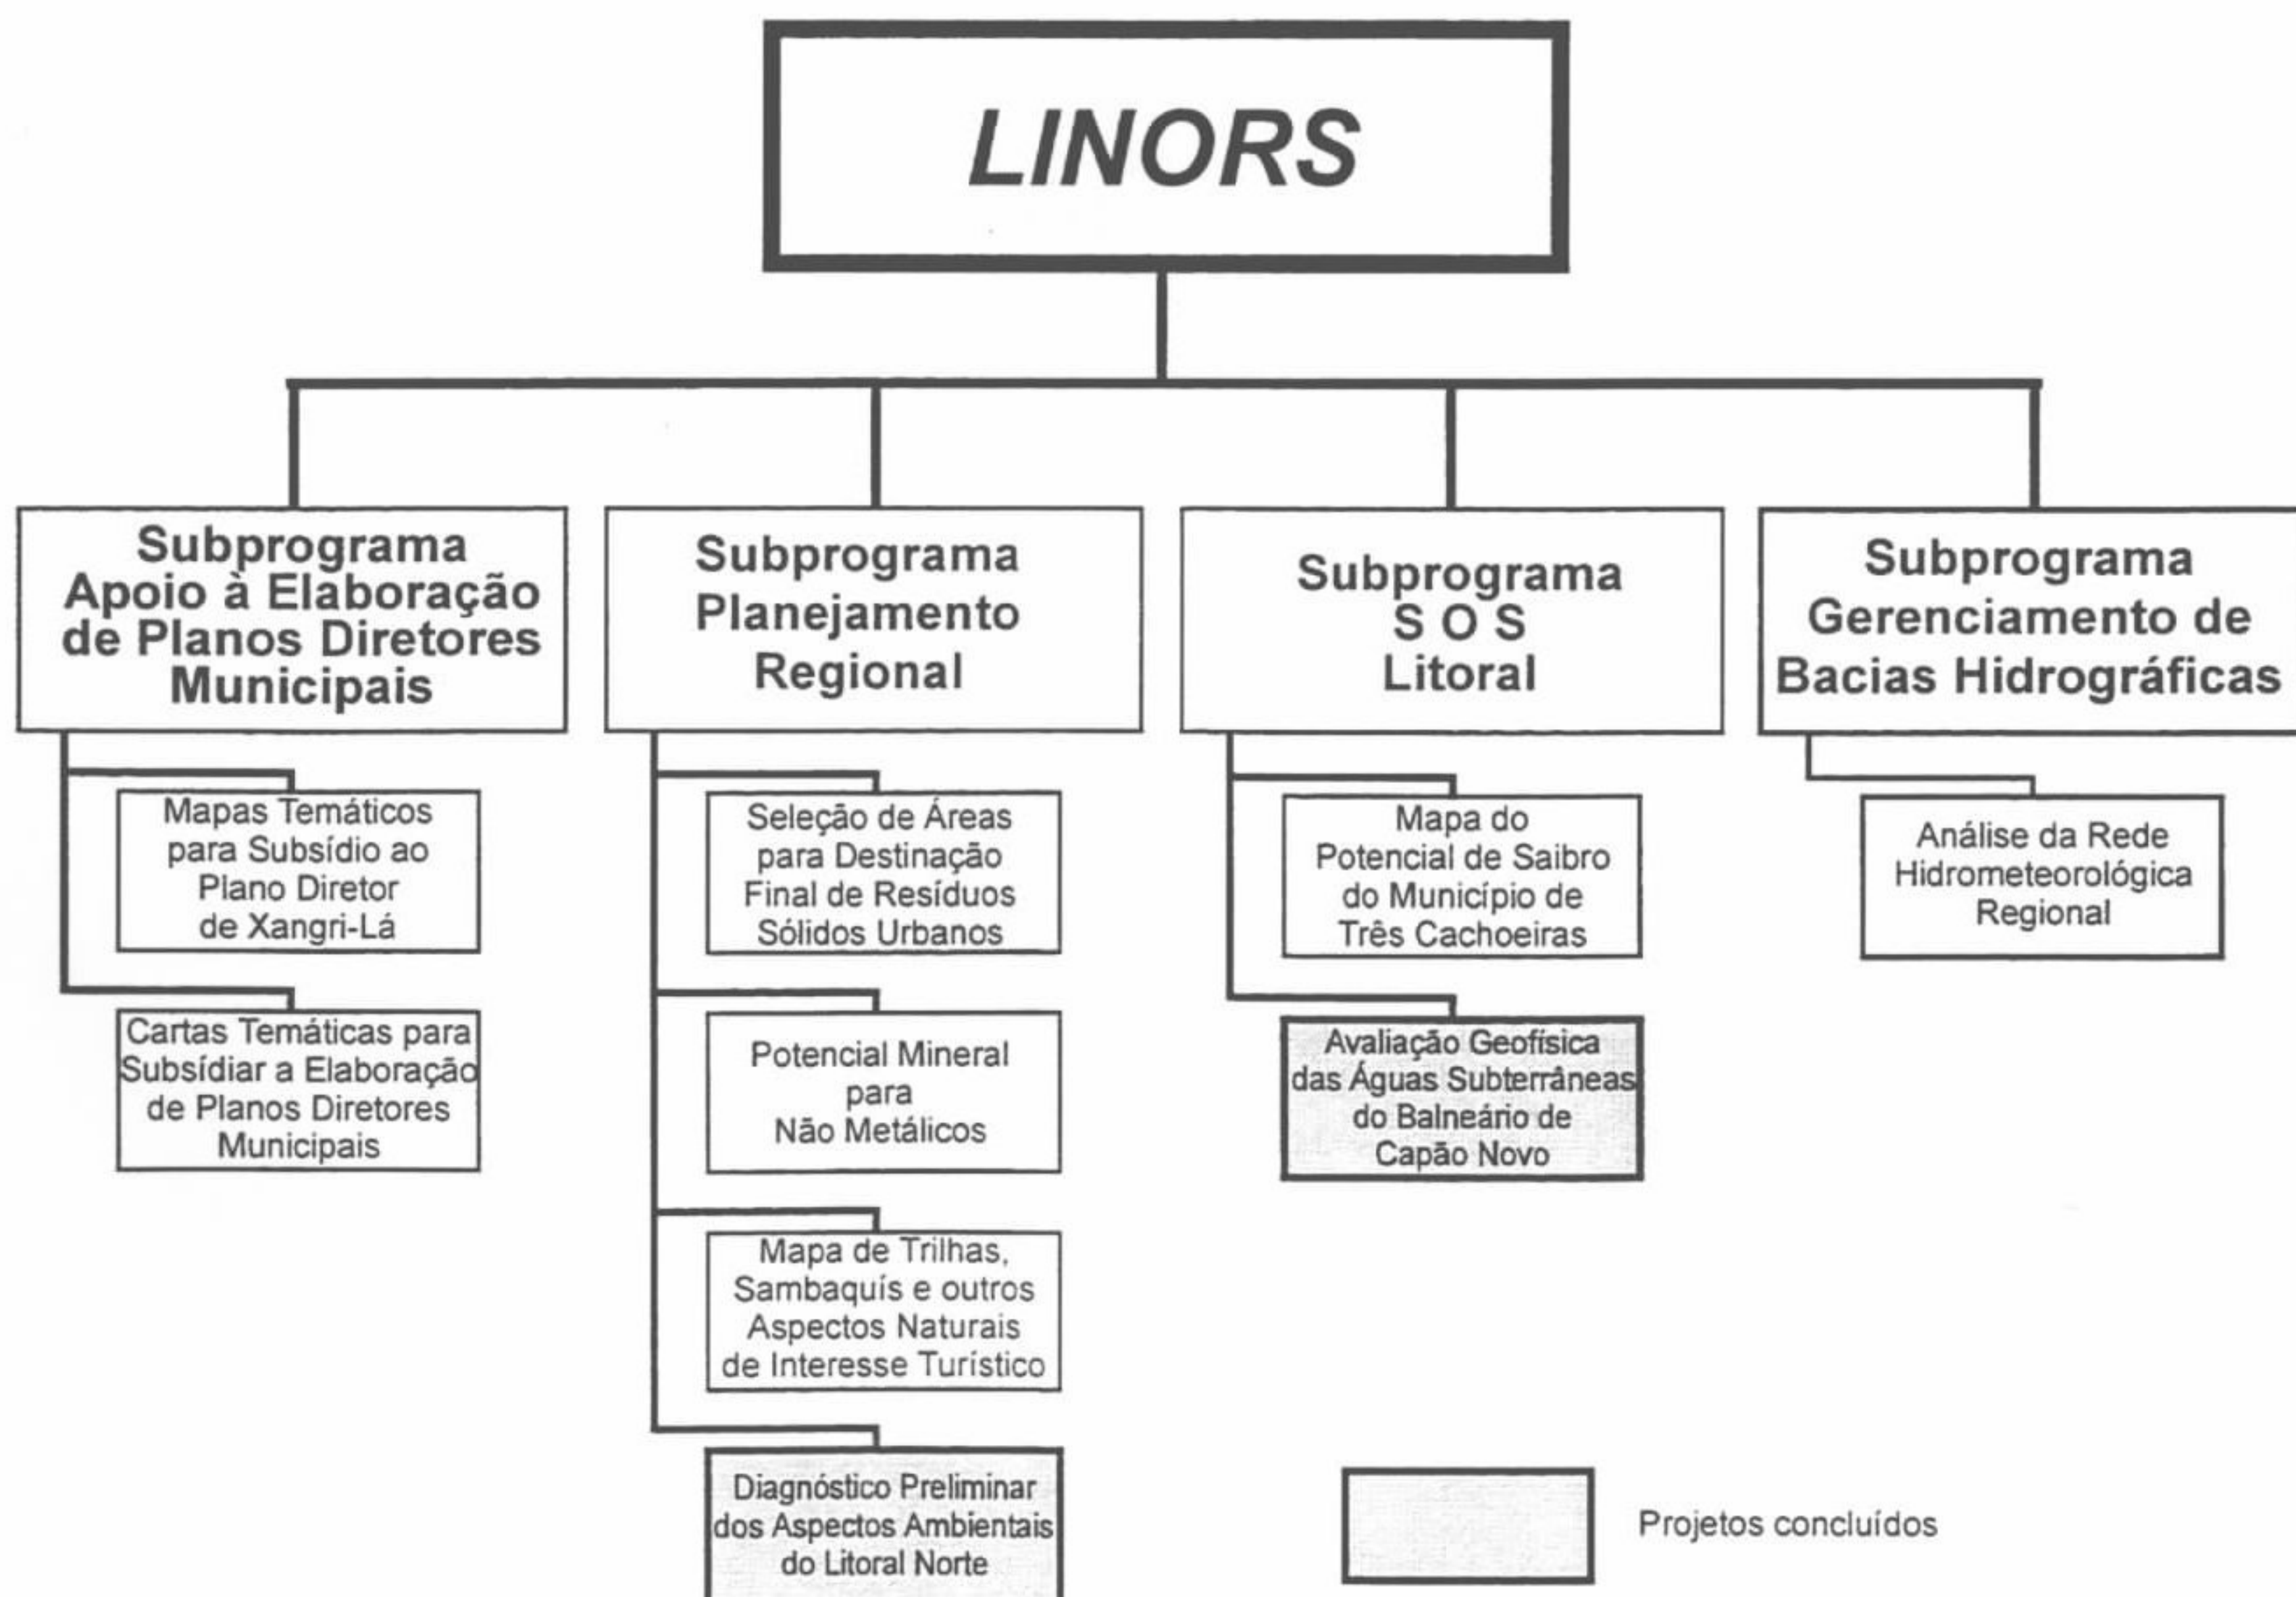 LINORS
Subprograma
Apoio à Elaboração
de Planos Diretores
Municipais
Mapas Temáticos
para Subsídio ao
Plano Diretor
de Xangri-Lá
Cartas Temáticas para
Subsídiar a Elaboração
de Planos Diretores
Municipais
Subprograma
Planejamento
Regional
Seleção de Áreas
para Destinação
Final de Resíduos
Sólidos Urbanos
Potencial Mineral
para
Não Metálicos
Mapa de Trilhas,
Sambaquís e outros
Aspectos Naturais
de Interesse Turístico
Diagnóstico Preliminar
dos Aspectos Ambientais
do Litoral Norte
Subprograma
S O S
Litoral
Mapa do
Potencial de Saibro
do Município de
Três Cachoeiras
Avaliação Geofísica
das Águas Subterrâneas
do Balneário de
Capão Novo
Subprograma
Gerenciamento de
Bacias Hidrográficas
Análise da Rede
Hidrometeorológica
Regional
Projetos concluídos